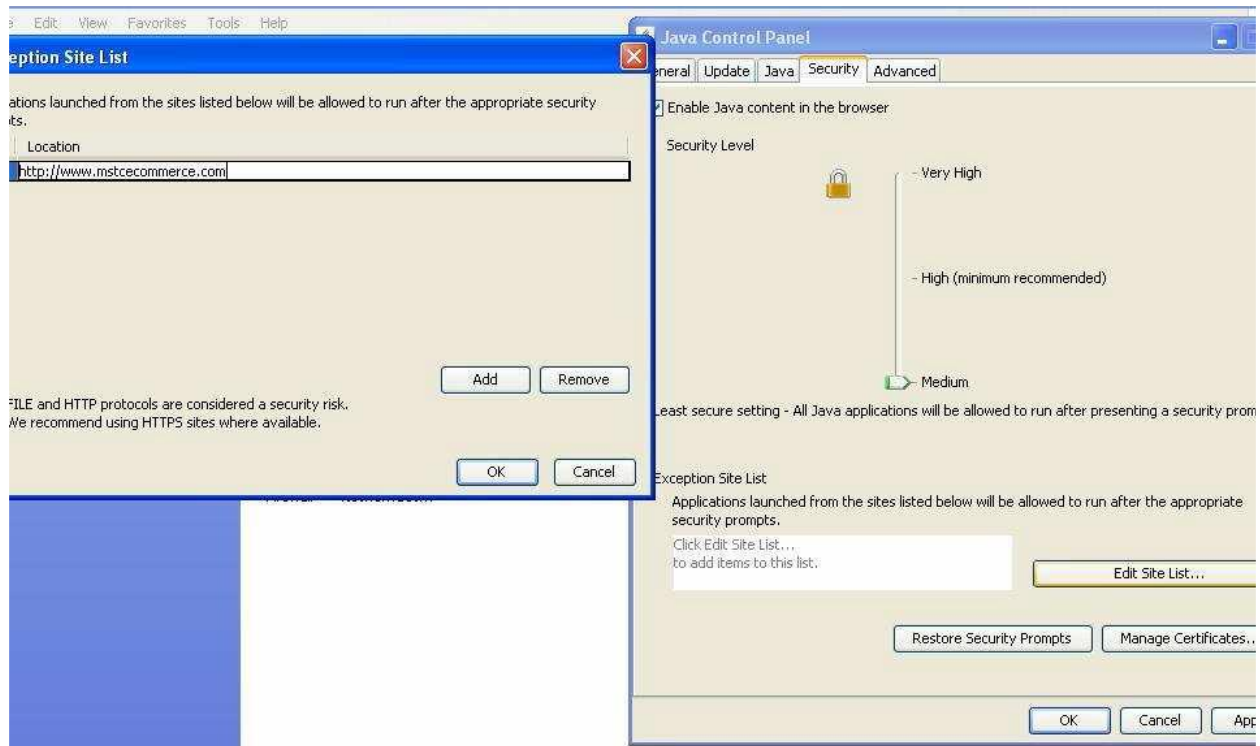 Edit View Favorites Tools Help
eption Site List
ations launched from the sites listed below will be allowed to run after the appropriate security
ts.
Location
http://www.mstcecommerce.com
Add Remove
FILE and HTTP protocols are considered a security risk.
We recommend using HTTPS sites where available.
OK Cancel
Java Control Panel
neral Update Java Security Advanced
Enable Java content in the browser
Security Level
- Very High
- High (minimum recommended)
- Medium
Least secure setting - All Java applications will be allowed to run after presenting a security prom
Exception Site List
Applications launched from the sites listed below will be allowed to run after the appropriate
security prompts.
Click Edit Site List...
to add items to this list.
Edit Site List...
Restore Security Prompts Manage Certificates..
OK Cancel App